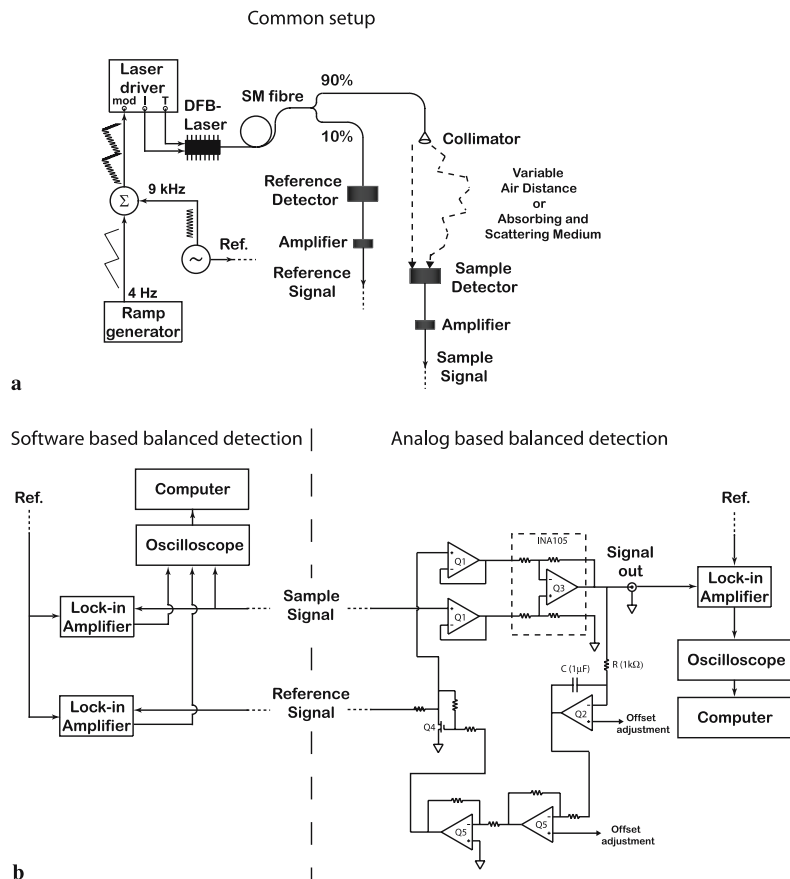 Common setup
Laser
driver
mod I T
DFB-
Laser
SM fibre
90%
10%
Collimator
Variable
Air Distance
or
Absorbing and
Scattering Medium
Reference
Detector
Amplifier
Reference
Signal
Sample
Detector
Amplifier
Sample
Signal
Σ
9 kHz
~
Ref.
4 Hz
Ramp
generator
a
Software based balanced detection
Analog based balanced detection
Ref.
Computer
Oscilloscope
Lock-in
Amplifier
Lock-in
Amplifier
Sample
Signal
Reference
Signal
INA105
Q1
Q1
Q3
Signal
out
Ref.
Lock-in
Amplifier
Oscilloscope
Computer
R (1kΩ)
C (1µF)
Q2
Offset
adjustment
Q4
Q5
Q5
Offset
adjustment
b